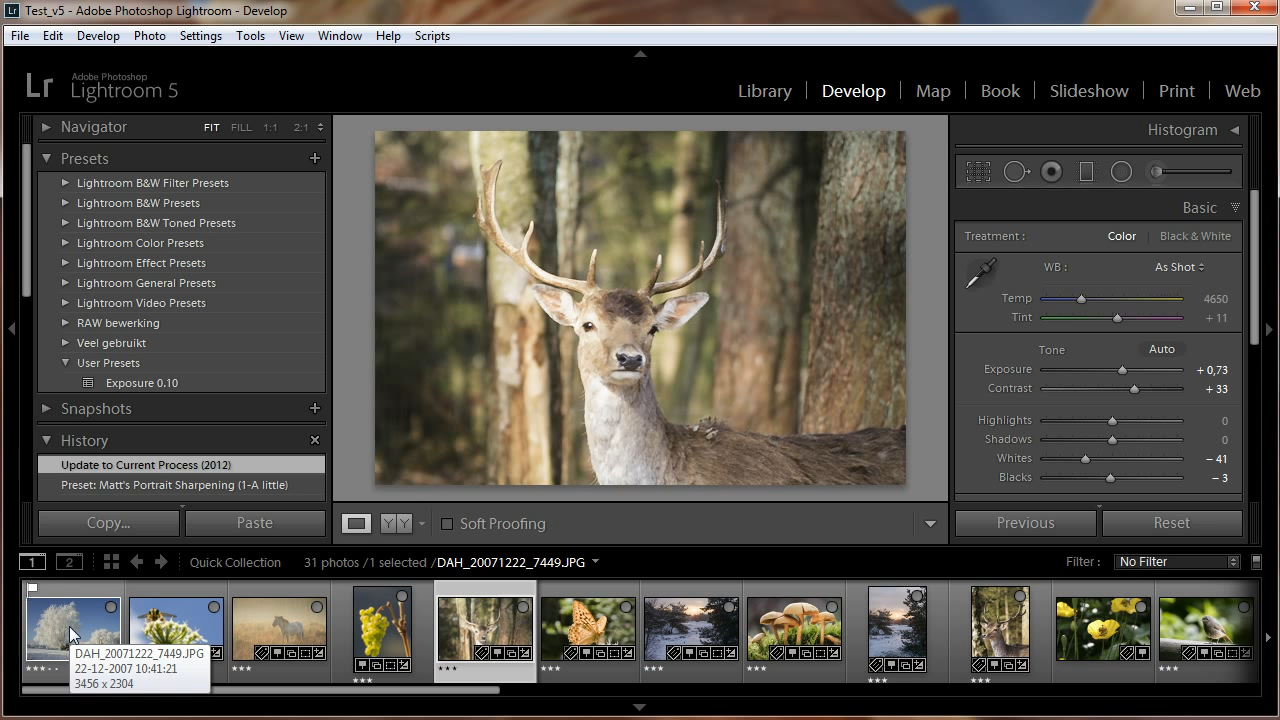 Lr Test_v5 - Adobe Photoshop Lightroom - Develop
File Edit Develop Photo Settings Tools View Window Help Scripts
Lr Adobe Photoshop
Lightroom 5
Library Develop Map Book Slideshow Print Web
Navigator FIT FILL 1:1 2:1
Presets +
Lightroom B&W Filter Presets
Lightroom B&W Presets
Lightroom B&W Toned Presets
Lightroom Color Presets
Lightroom Effect Presets
Lightroom General Presets
Lightroom Video Presets
RAW bewerking
Veel gebruikt
User Presets
Exposure 0.10
Snapshots +
History
Update to Current Process (2012)
Preset: Matt's Portrait Sharpening (1-A little)
Copy... Paste
Histogram
Basic
Treatment : Color Black & White
WB : As Shot
Temp 4650
Tint + 11
Tone Auto
Exposure + 0,73
Contrast + 33
Highlights 0
Shadows 0
Whites − 41
Blacks − 3
Previous Reset
Y Y Soft Proofing
1 2 Quick Collection 31 photos /1 selected /DAH_20071222_7449.JPG Filter : No Filter
DAH_20071222_7449.JPG
22-12-2007 10:41:21
3456 x 2304